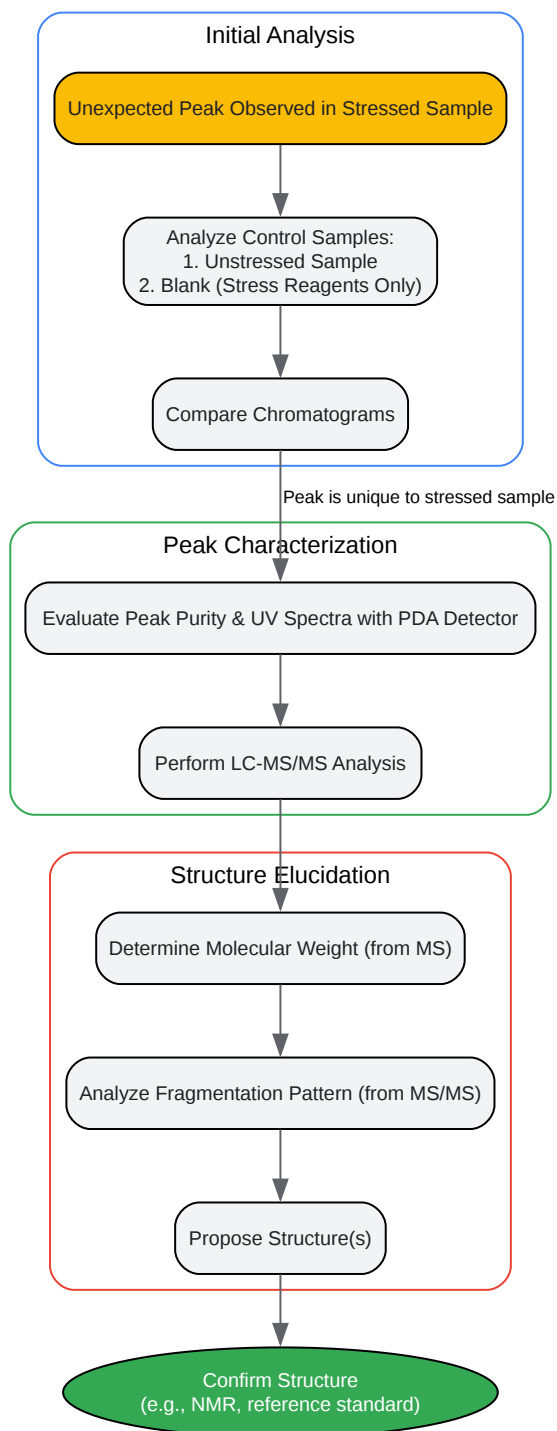 Initial Analysis
Unexpected Peak Observed in Stressed Sample
Analyze Control Samples:
1. Unstressed Sample
2. Blank (Stress Reagents Only)
Compare Chromatograms
Peak is unique to stressed sample
Peak Characterization
Evaluate Peak Purity & UV Spectra with PDA Detector
Perform LC-MS/MS Analysis
Structure Elucidation
Determine Molecular Weight (from MS)
Analyze Fragmentation Pattern (from MS/MS)
Propose Structure(s)
Confirm Structure
(e.g., NMR, reference standard)